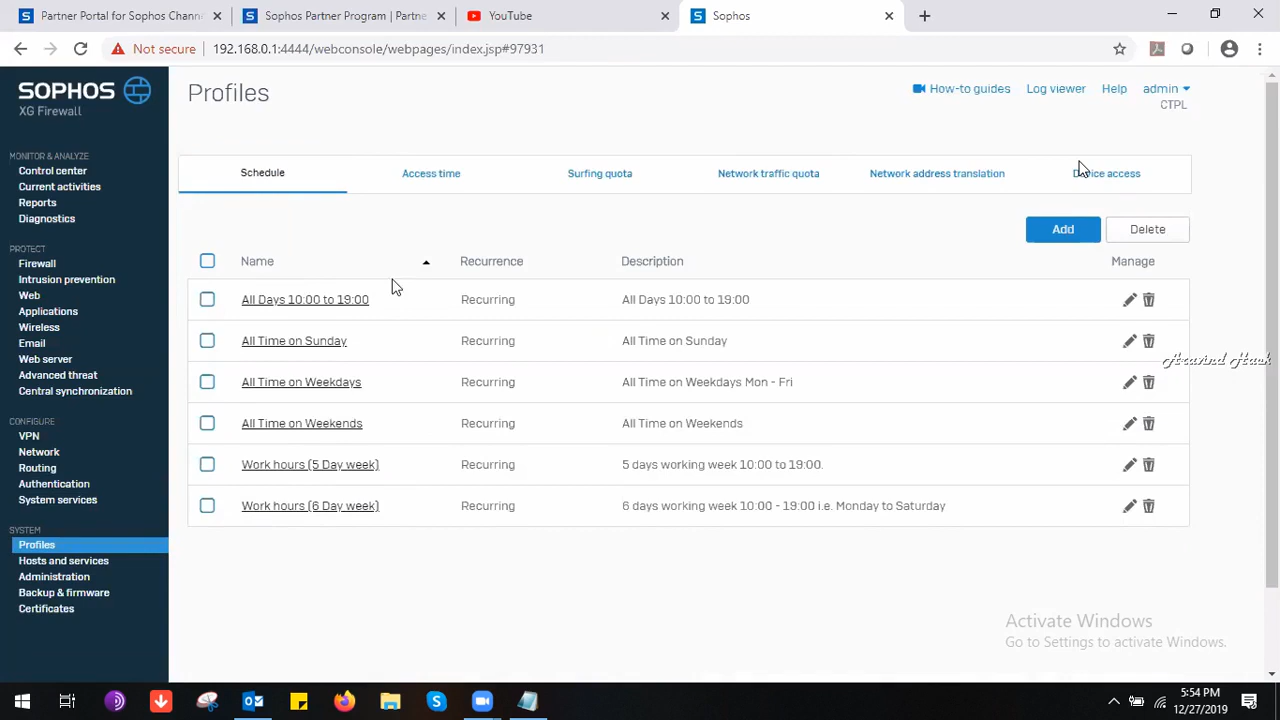 Partner Portal for Sophos Chann
Sophos Partner Program | Partne
YouTube
Sophos
Not secure
192.168.0.1:4444/webconsole/webpages/index.jsp#97931
SOPHOS
XG Firewall
Profiles
How-to guides
Log viewer
Help
admin
CTPL
MONITOR & ANALYZE
Control center
Current activities
Reports
Diagnostics
PROTECT
Firewall
Intrusion prevention
Web
Applications
Wireless
Email
Web server
Advanced threat
Central synchronization
CONFIGURE
VPN
Network
Routing
Authentication
System services
SYSTEM
Profiles
Hosts and services
Administration
Backup & firmware
Certificates
Schedule
Access time
Surfing quota
Network traffic quota
Network address translation
Device access
Add
Delete
Name Recurrence Description Manage
All Days 10:00 to 19:00 Recurring All Days 10:00 to 19:00
All Time on Sunday Recurring All Time on Sunday
All Time on Weekdays Recurring All Time on Weekdays Mon - Fri
All Time on Weekends Recurring All Time on Weekends
Work hours (5 Day week) Recurring 5 days working week 10:00 to 19:00.
Work hours (6 Day week) Recurring 6 days working week 10:00 - 19:00 i.e. Monday to Saturday
Aravind Hack
Activate Windows
Go to Settings to activate Windows.
5:54 PM
12/27/2019